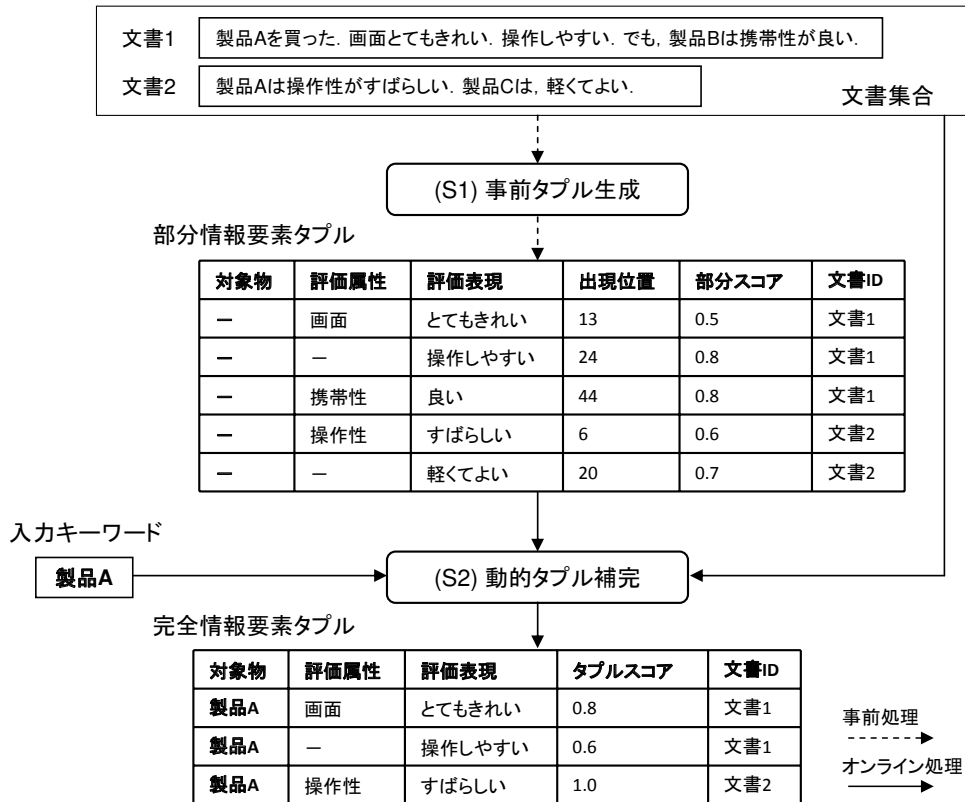 文書1 製品Aを買った．画面とてもきれい．操作しやすい．でも，製品Bは携帯性が良い．
文書2 製品Aは操作性がすばらしい．製品Cは，軽くてよい．
文書集合
(S1) 事前タプル生成
部分情報要素タプル
対象物 評価属性 評価表現 出現位置 部分スコア 文書ID
― 画面 とてもきれい 13 0.5 文書1
― ― 操作しやすい 24 0.8 文書1
― 携帯性 良い 44 0.8 文書1
― 操作性 すばらしい 6 0.6 文書2
― ― 軽くてよい 20 0.7 文書2
入力キーワード
製品A
(S2) 動的タプル補完
完全情報要素タプル
対象物 評価属性 評価表現 タプルスコア 文書ID
製品A 画面 とてもきれい 0.8 文書1
製品A ― 操作しやすい 0.6 文書1
製品A 操作性 すばらしい 1.0 文書2
事前処理
オンライン処理